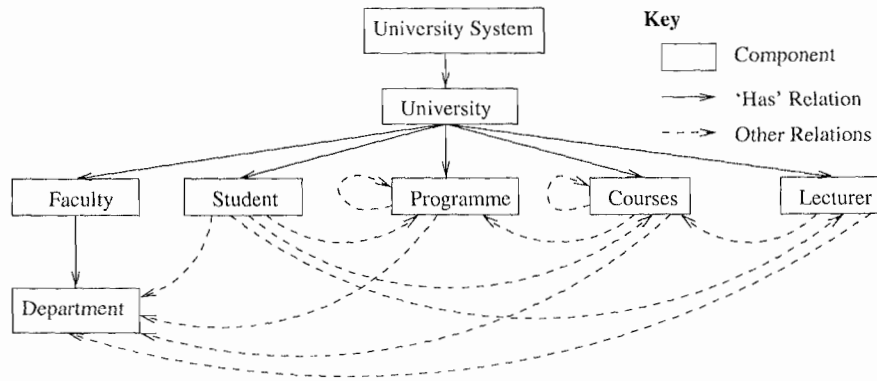 University System
Key
Component
University
'Has' Relation
Other Relations
Faculty
Student
Programme
Courses
Lecturer
Department